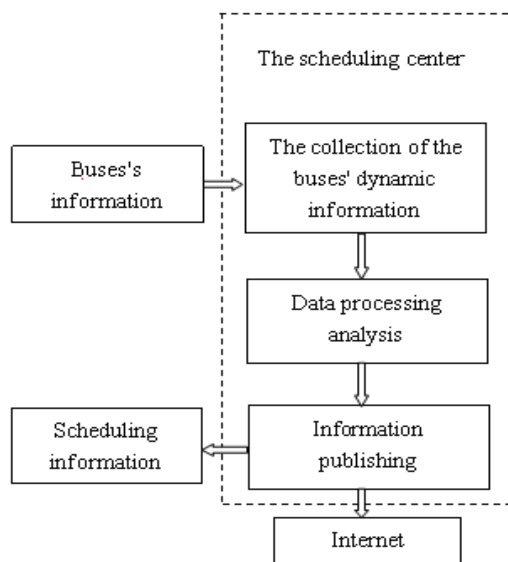 The scheduling center
Buses's
information
The collection of the
buses' dynamic
information
Data processing
analysis
Scheduling
information
Information
publishing
Internet